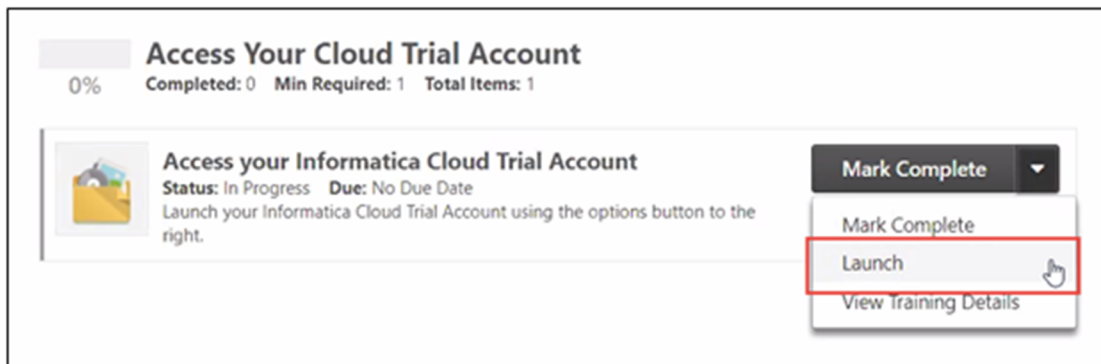 Access Your Cloud Trial Account
0%
Completed: 0 Min Required: 1 Total Items: 1
Access your Informatica Cloud Trial Account
Status: In Progress Due: No Due Date
Launch your Informatica Cloud Trial Account using the options button to the
right.
Mark Complete
Mark Complete
Launch
View Training Details